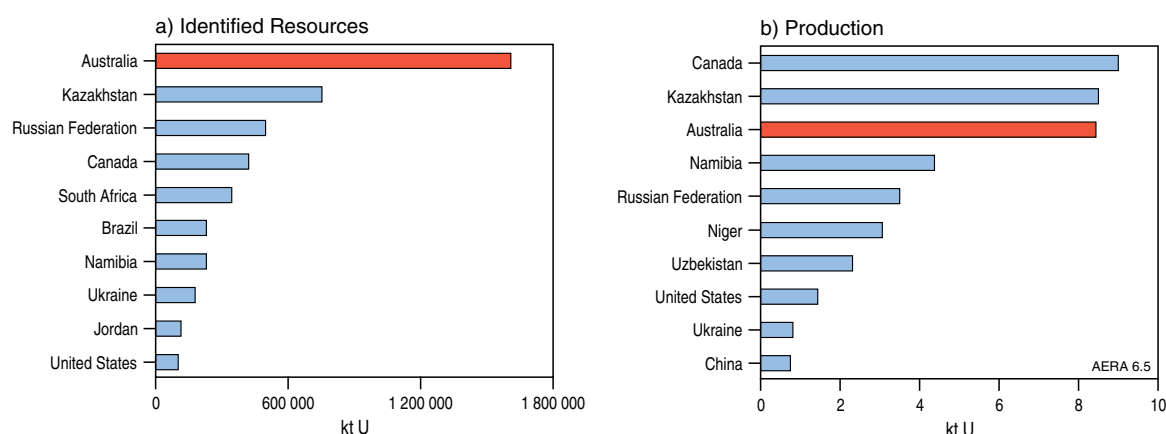 a) Identified Resources
Australia
Kazakhstan
Russian Federation
Canada
South Africa
Brazil
Namibia
Ukraine
Jordan
United States
0 600 000 1 200 000 1 800 000
kt U
b) Production
Canada
Kazakhstan
Australia
Namibia
Russian Federation
Niger
Uzbekistan
United States
Ukraine
China
AERA 6.5
0 2 4 6 8 10
kt U